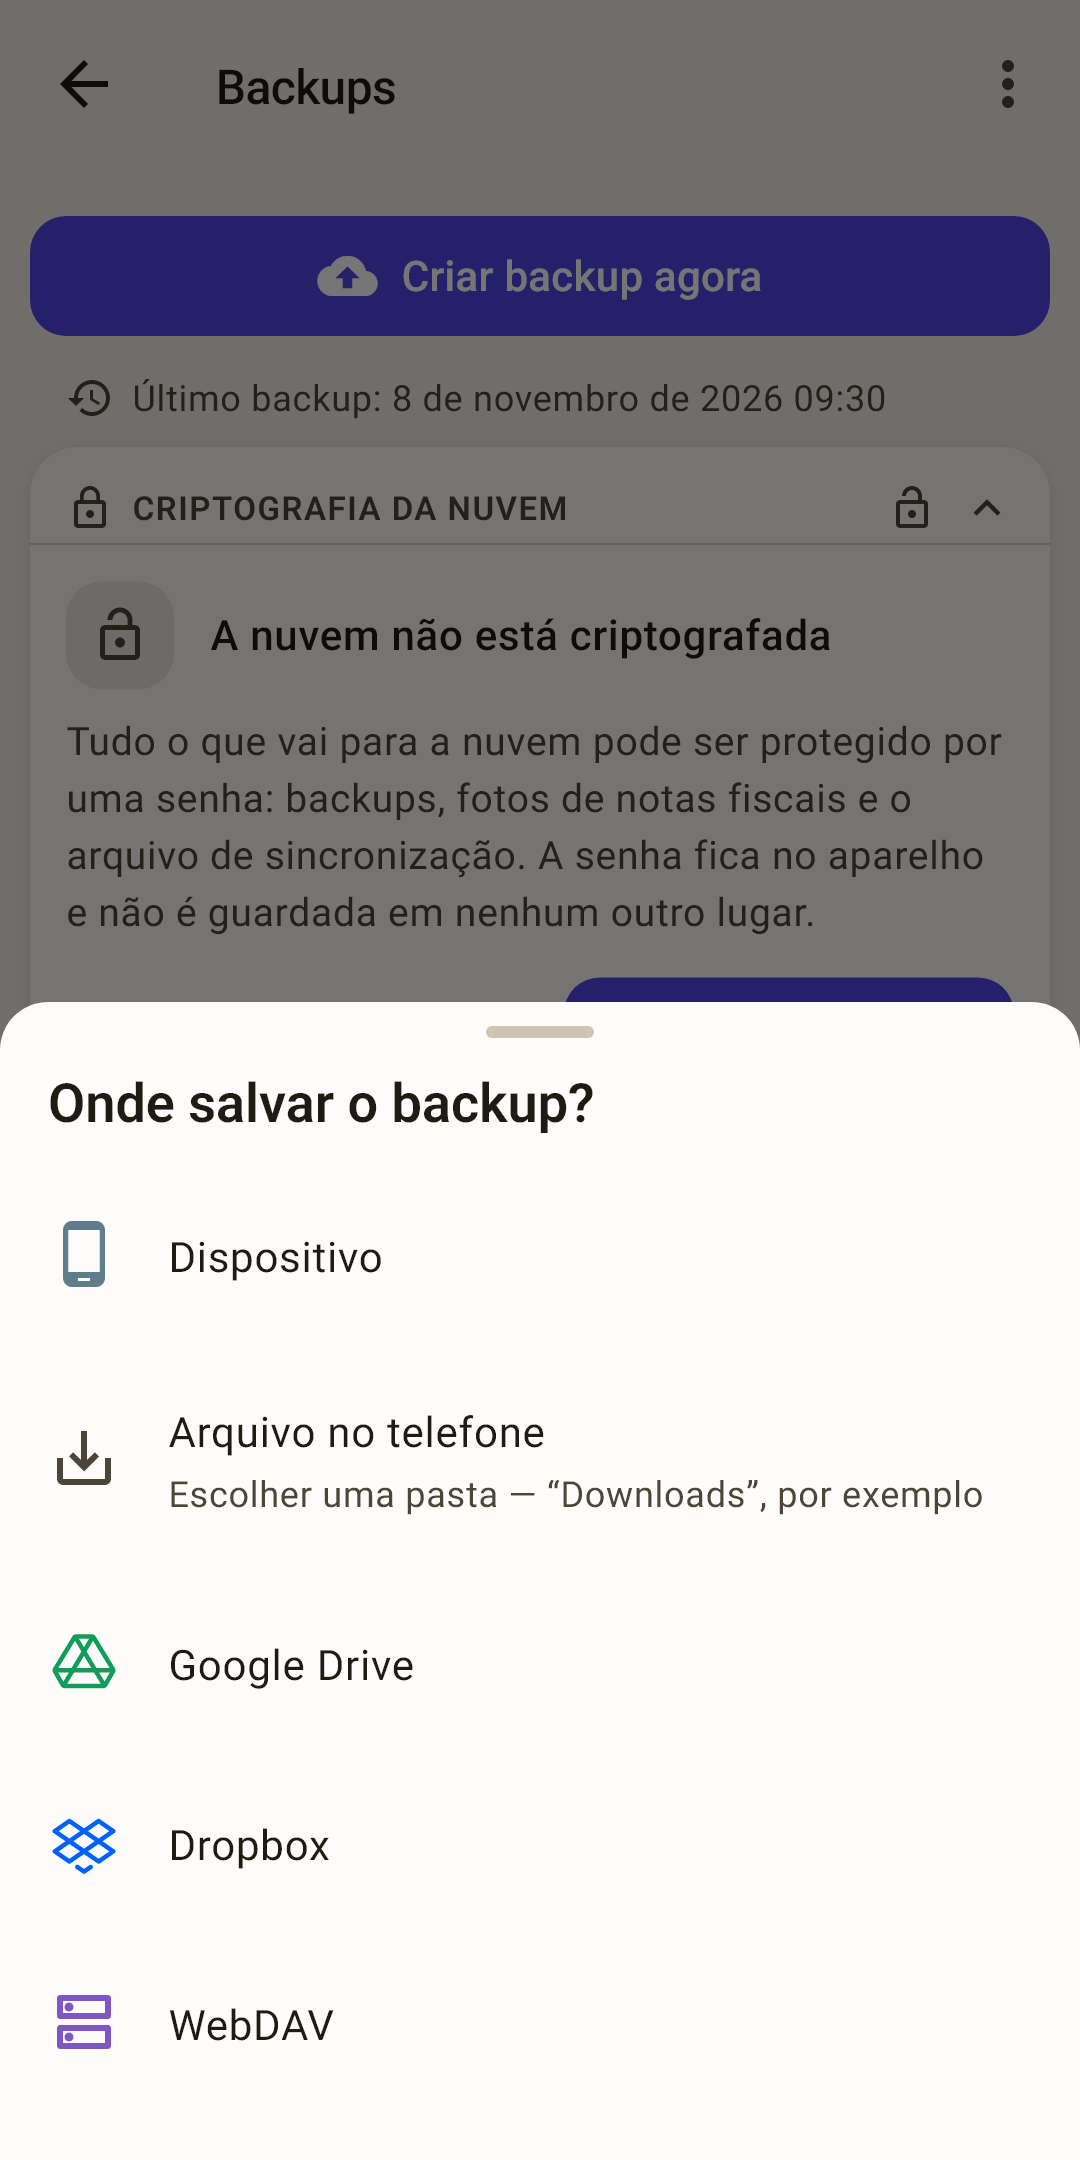 Backups
Criar backup agora
Último backup: 8 de novembro de 2026 09:30
CRIPTOGRAFIA DA NUVEM
A nuvem não está criptografada
Tudo o que vai para a nuvem pode ser protegido por
uma senha: backups, fotos de notas fiscais e o
arquivo de sincronização. A senha fica no aparelho
e não é guardada em nenhum outro lugar.
Onde salvar o backup?
Dispositivo
Arquivo no telefone
Escolher uma pasta — “Downloads”, por exemplo
Google Drive
Dropbox
WebDAV